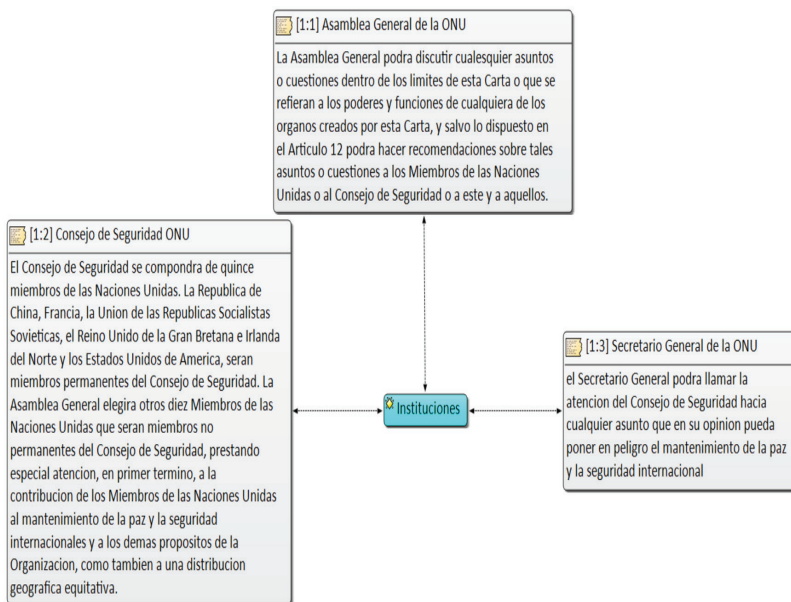 [1:1] Asamblea General de la ONU
La Asamblea General podra discutir cualesquier asuntos
o cuestiones dentro de los limites de esta Carta o que se
refieran a los poderes y funciones de cualquiera de los
organos creados por esta Carta, y salvo lo dispuesto en
el Articulo 12 podra hacer recomendaciones sobre tales
asuntos o cuestiones a los Miembros de las Naciones
Unidas o al Consejo de Seguridad o a este y a aquellos.
[1:2] Consejo de Seguridad ONU
El Consejo de Seguridad se compondra de quince
miembros de las Naciones Unidas. La Republica de
China, Francia, la Union de las Republicas Socialistas
Sovieticas, el Reino Unido de la Gran Bretana e Irlanda
del Norte y los Estados Unidos de America, seran
miembros permanentes del Consejo de Seguridad. La
Asamblea General elegira otros diez Miembros de las
Naciones Unidas que seran miembros no
permanentes del Consejo de Seguridad, prestando
especial atencion, en primer termino, a la
contribucion de los Miembros de las Naciones Unidas
al mantenimiento de la paz y la seguridad
internacionales y a los demas propositos de la
Organizacion, como tambien a una distribucion
geografica equitativa.
Instituciones
[1:3] Secretario General de la ONU
el Secretario General podra llamar la
atencion del Consejo de Seguridad hacia
cualquier asunto que en su opinion pueda
poner en peligro el mantenimiento de la paz
y la seguridad internacional